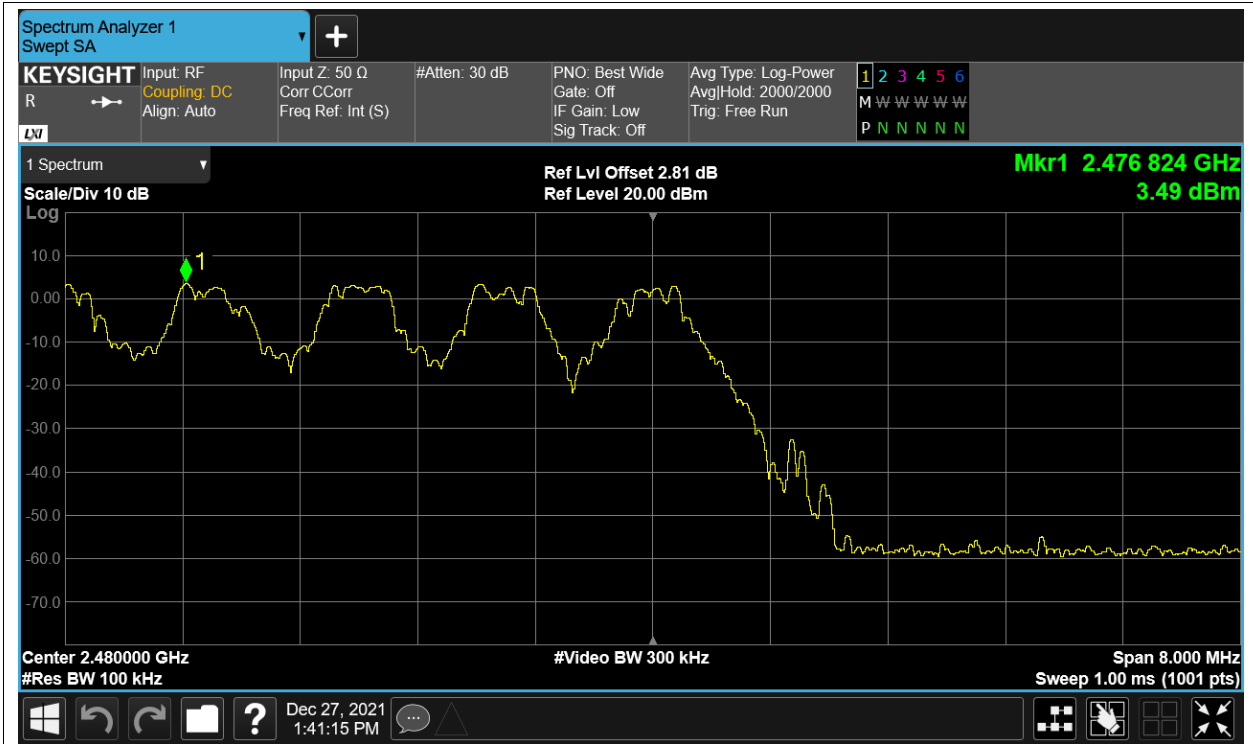 Spectrum Analyzer 1
Swept SA
KEYSIGHT
R
LXI
Input: RF
Coupling: DC
Align: Auto
Input Z: 50 Ω
Corr CCorr
Freq Ref: Int (S)
#Atten: 30 dB
PNO: Best Wide
Gate: Off
IF Gain: Low
Sig Track: Off
Avg Type: Log-Power
Avg|Hold: 2000/2000
Trig: Free Run
1 2 3 4 5 6
M W W W W W
P N N N N N
1 Spectrum
Scale/Div 10 dB
Log
Ref Lvl Offset 2.81 dB
Ref Level 20.00 dBm
Mkr1 2.476 824 GHz
3.49 dBm
1
10.0
0.00
-10.0
-20.0
-30.0
-40.0
-50.0
-60.0
-70.0
Center 2.480000 GHz
#Res BW 100 kHz
#Video BW 300 kHz
Span 8.000 MHz
Sweep 1.00 ms (1001 pts)
?
Dec 27, 2021
1:41:15 PM